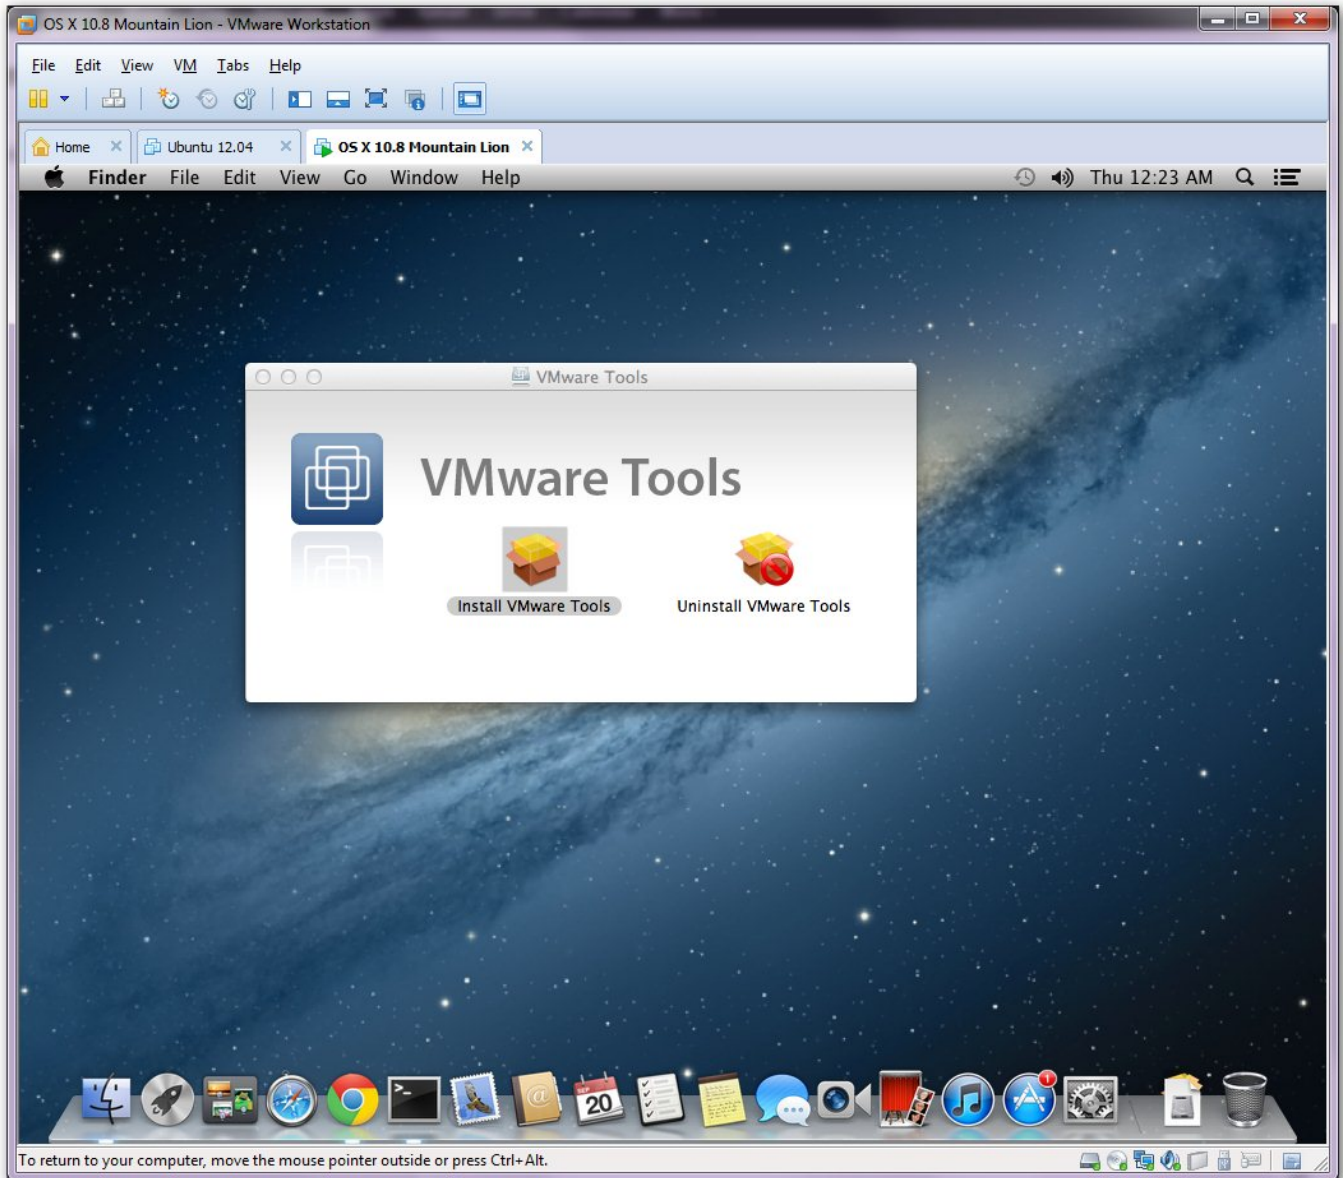 OS X 10.8 Mountain Lion - VMware Workstation
File Edit View VM Tabs Help
Home Ubuntu 12.04 OS X 10.8 Mountain Lion
Finder File Edit View Go Window Help Thu 12:23 AM
VMware Tools
VMware Tools
Install VMware Tools Uninstall VMware Tools
SEP
20
1
To return to your computer, move the mouse pointer outside or press Ctrl+Alt.